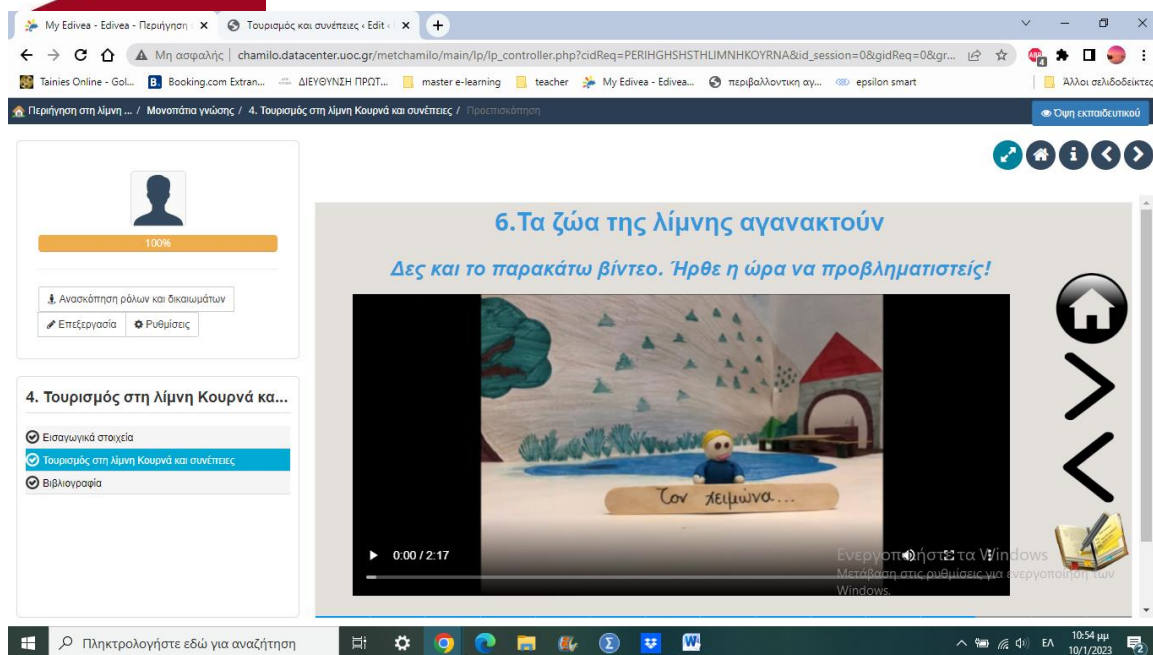 My Edivea - Edivea - Περιήγηση
Τουρισμός και συνέπειες ‹ Edit ‹
Μη ασφαλής | chamilo.datacenter.uoc.gr/metchamilo/main/lp/lp_controller.php?cidReq=PERIHGHSHSTHLIMNHKOYRNA&id_session=0&gidReq=0&gr...
Tainies Online - Gol...
Booking.com Extran...
ΔΙΕΥΘΥΝΣΗ ΠΡΩΤ...
master e-learning
teacher
My Edivea - Edivea...
περιβαλλοντικη αγ...
epsilon smart
Άλλοι σελιδοδείκτες
Περιήγηση στη λίμνη ... / Μονοπάτια γνώσης / 4. Τουρισμός στη λίμνη Κουρνά και συνέπειες / Προεπισκόπηση
Όψη εκπαιδευτικού
100%
Ανασκόπηση ρόλων και δικαιωμάτων
Επεξεργασία
Ρυθμίσεις
4. Τουρισμός στη λίμνη Κουρνά κα...
Εισαγωγικά στοιχεία
Τουρισμός στη λίμνη Κουρνά και συνέπειες
Βιβλιογραφία
6.Τα ζώα της λίμνης αγανακτούν
Δες και το παρακάτω βίντεο. Ήρθε η ώρα να προβληματιστείς!
Τον χειμώνα...
0:00 / 2:17
Ενεργοποιήστε τα Windows
Μετάβαση στις ρυθμίσεις για ενεργοποίηση των
Windows.
Πληκτρολογήστε εδώ για αναζήτηση
ΕΛ
10:54 μμ
10/1/2023